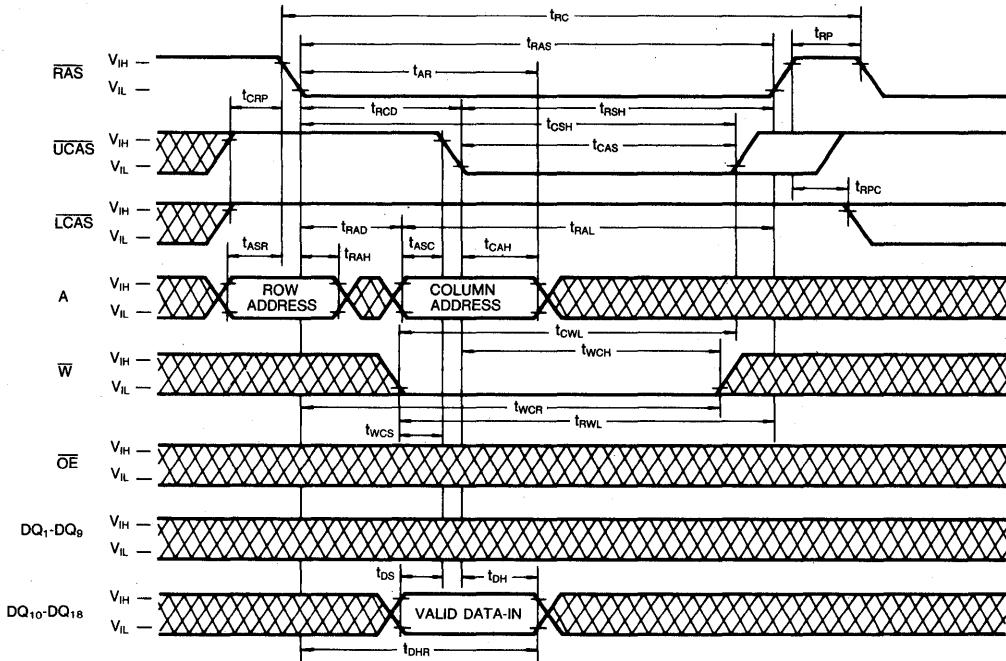 tRC
tRAS
tRP
tAR
RAS
VIH
VIL
tCRP
tRCD
tRSH
tCSH
UCAS
VIH
VIL
tCAS
tRPC
LCAS
VIH
VIL
tRAD
tRAL
tASR
tRAH
tASC
tCAH
A
VIH
VIL
ROW
ADDRESS
COLUMN
ADDRESS
tCWL
tWCH
W
VIH
VIL
tWCR
tRWL
tWCS
OE
VIH
VIL
DQ1-DQ9
VIH
VIL
tDS
tDH
DQ10-DQ18
VIH
VIL
VALID DATA-IN
tDHR